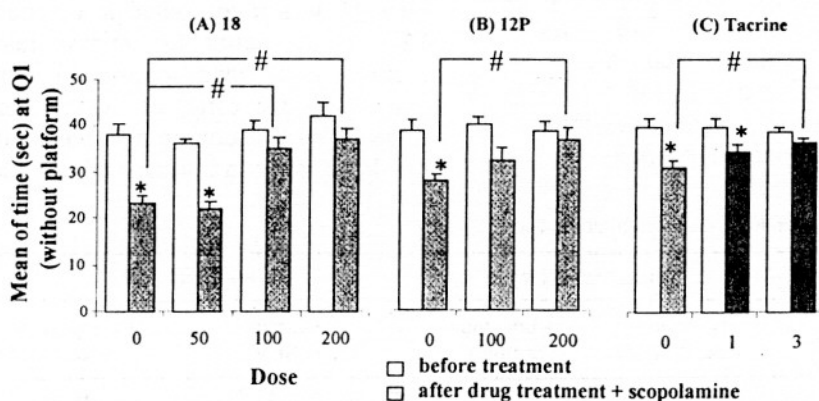 (A) 18 (B) 12P (C) Tacrine
# # # #
50
40
30
20
10
0
Mean of time (sec) at Q1
(without platform)
* * * * *
0 50 100 200 0 100 200 0 1 3
Dose
before treatment
after drug treatment + scopolamine